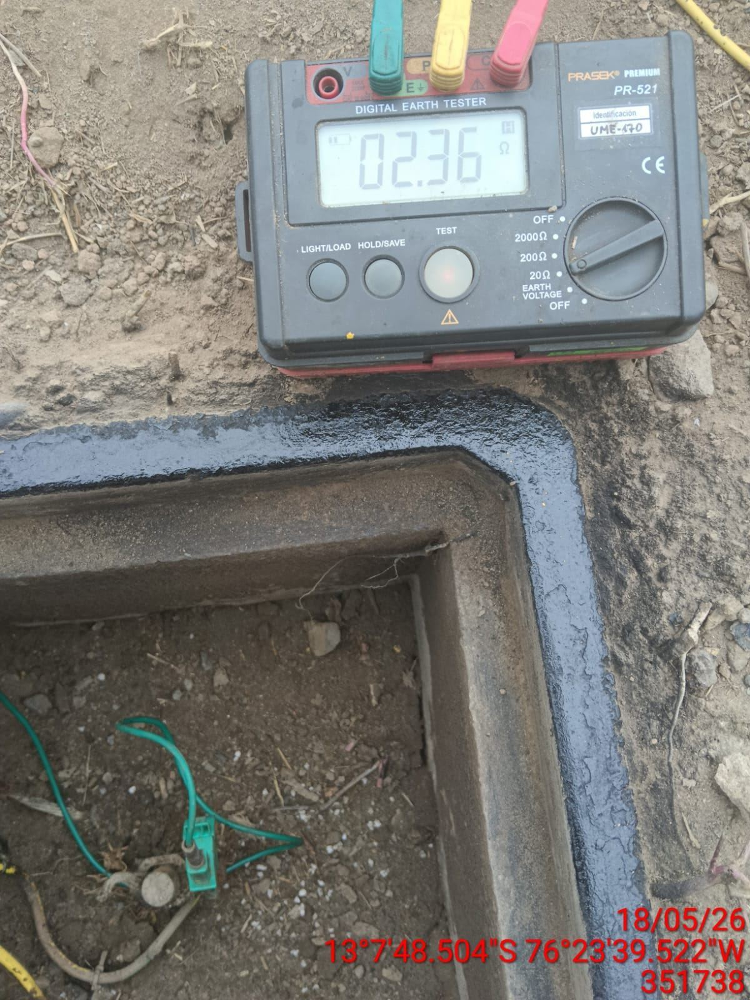 V
P
C
E
DIGITAL EARTH TESTER
PRASEK® PREMIUM
PR-521
Identificación
UME-170
CE
02.36
H
Ω
OFF
2000Ω
200Ω
20Ω
EARTH
VOLTAGE
OFF
LIGHT/LOAD
HOLD/SAVE
TEST
18/05/26
13°7'48.504"S 76°23'39.522"W
351738